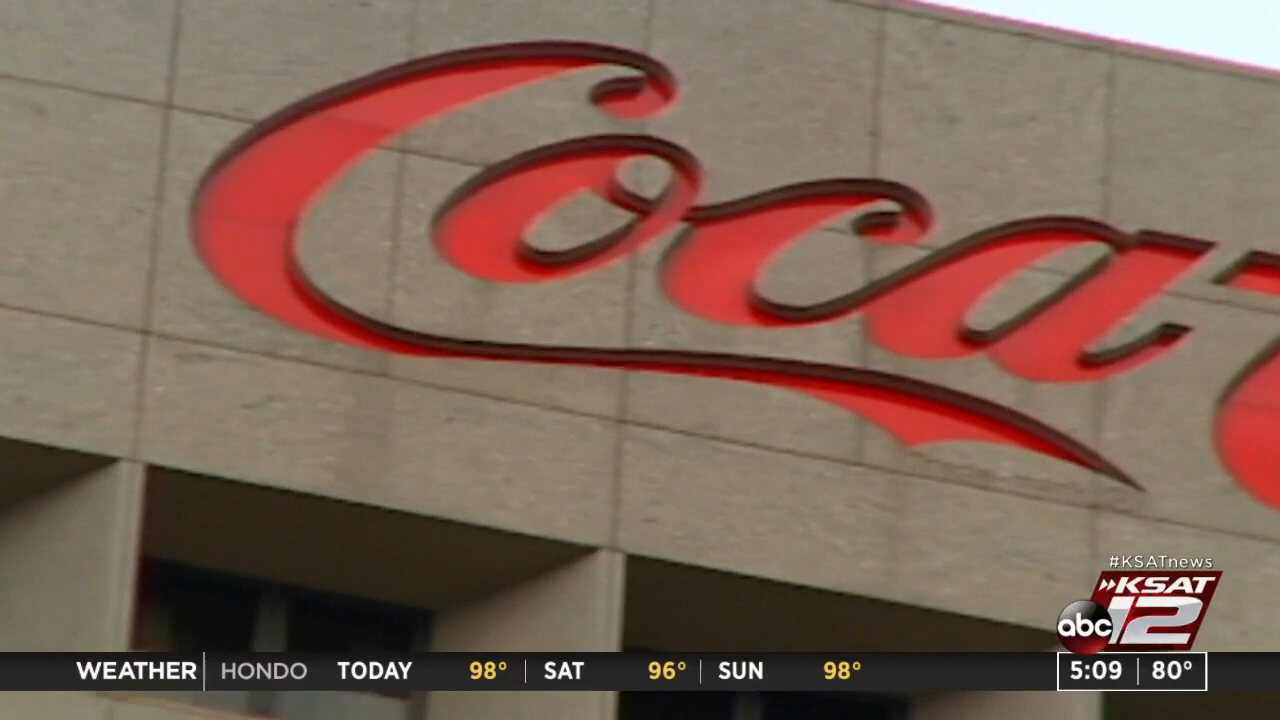 Coca
#KSATnews
KSAT
abc 12
WEATHER HONDO TODAY 98° SAT 96° SUN 98° 5:09 80°